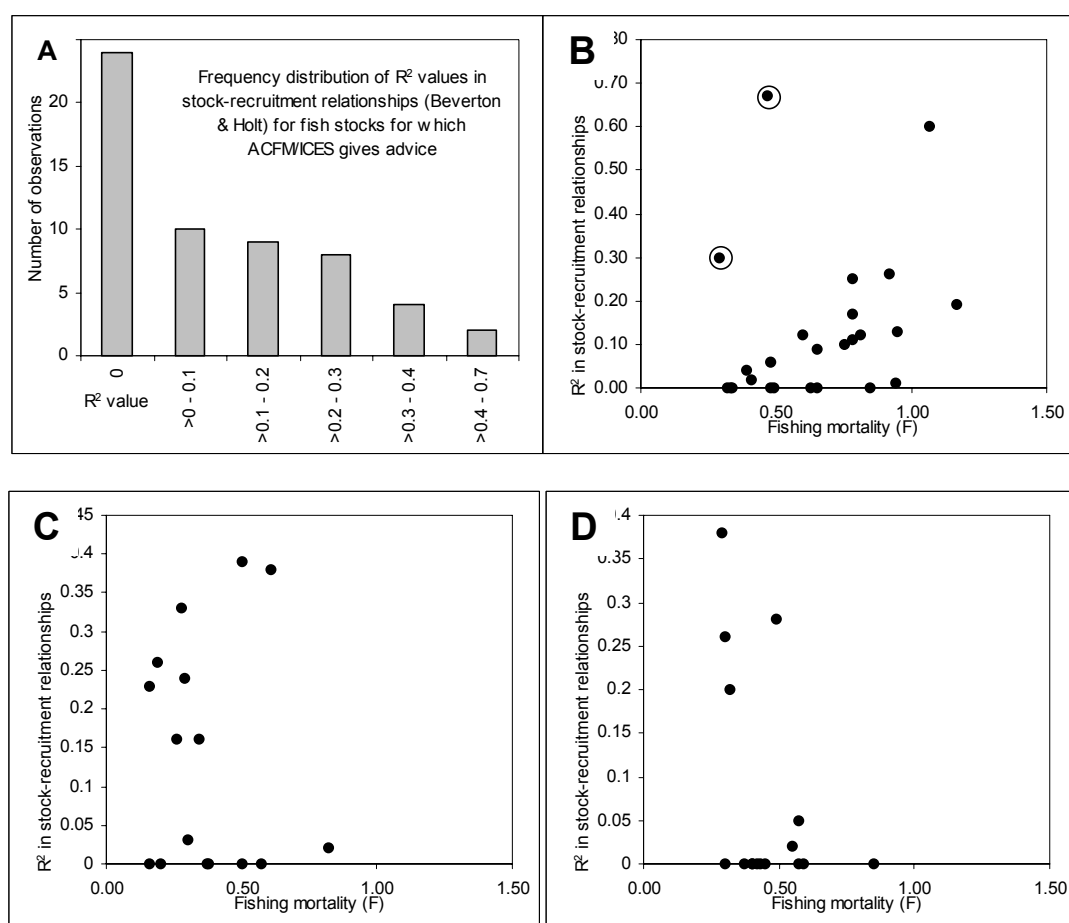 A
Frequency distribution of R² values in
stock-recruitment relationships (Beverton
& Holt) for fish stocks for which
ACFM/ICES gives advice
Number of observations
20
15
10
5
0
R² value
0
>0 - 0.1
>0.1 - 0.2
>0.2 - 0.3
>0.3 - 0.4
>0.4 - 0.7
B
R² in stock-recruitment relationships
80
0.70
0.60
0.50
0.40
0.30
0.20
0.10
0.00
0.00 0.50 1.00 1.50
Fishing mortality (F)
C
R² in stock-recruitment relationships
45
0.4
0.35
0.3
0.25
0.2
0.15
0.1
0.05
0
0.00 0.50 1.00 1.50
Fishing mortality (F)
D
R² in stock-recruitment relationships
0.4
0.35
0.3
0.25
0.2
0.15
0.1
0.05
0
0.00 0.50 1.00 1.50
Fishing mortality (F)